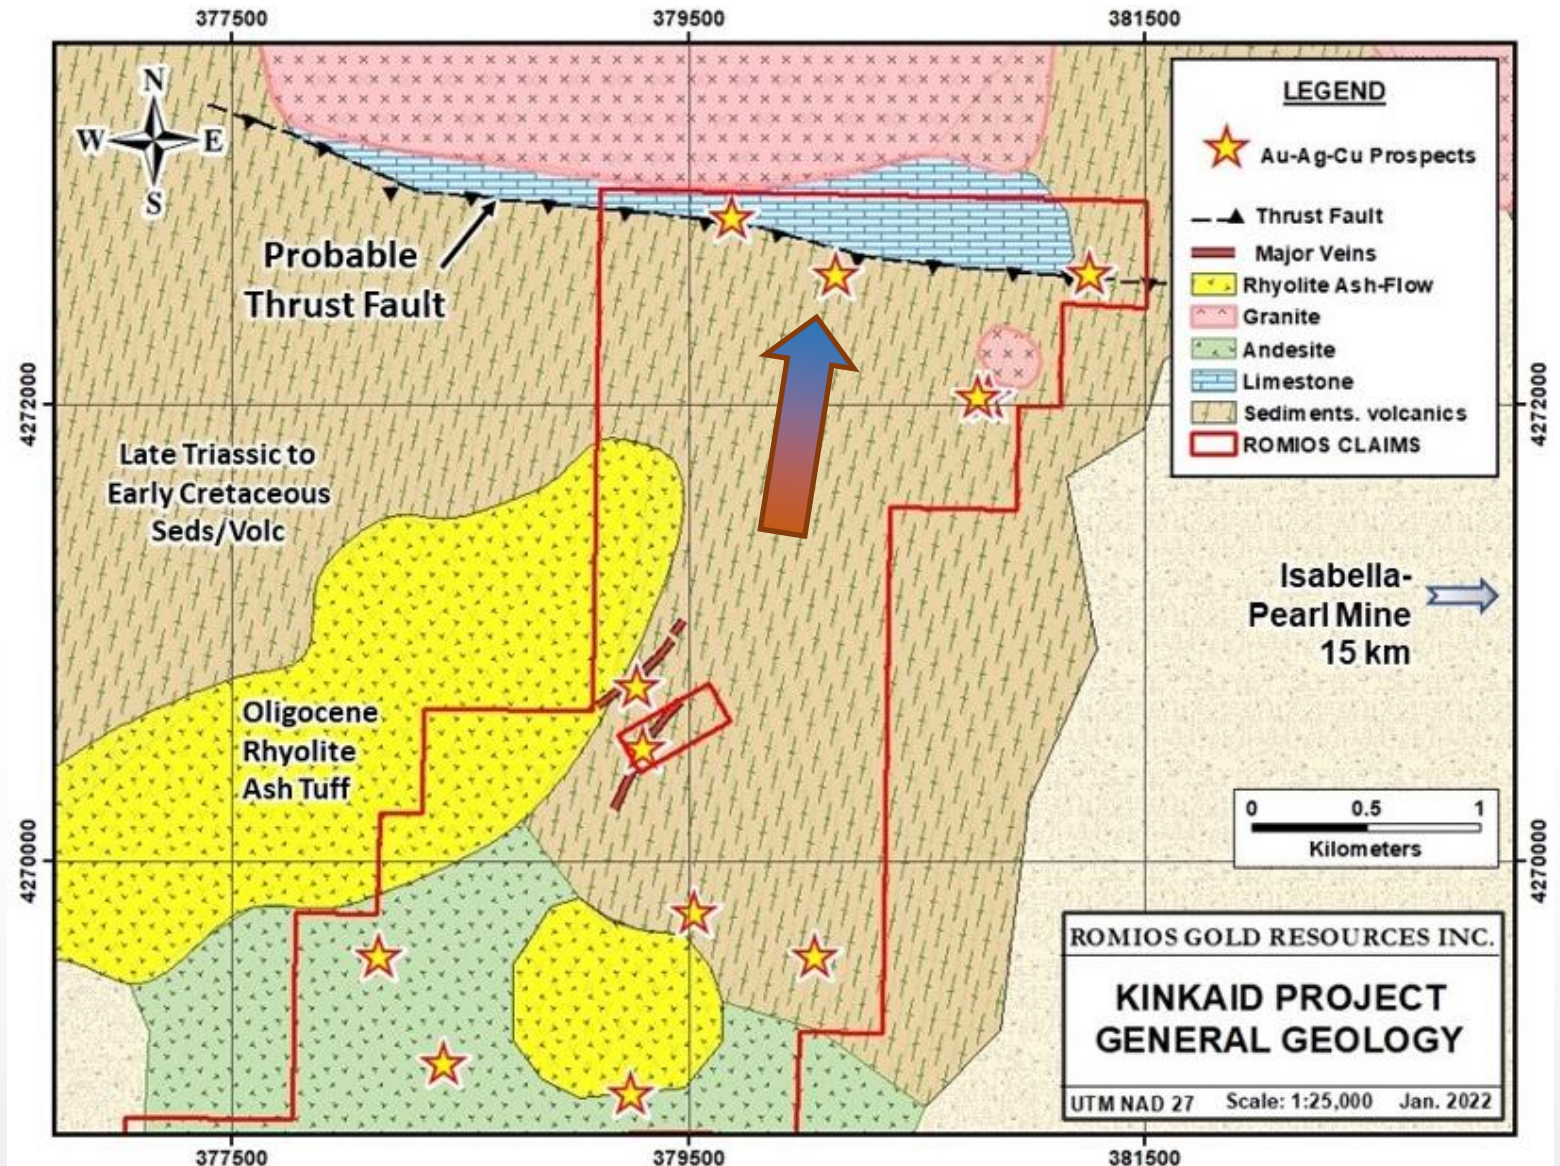 377500
379500
381500
N
W
E
S
Probable
Thrust Fault
LEGEND
Au-Ag-Cu Prospects
Thrust Fault
Major Veins
Rhyolite Ash-Flow
Granite
Andesite
Limestone
Sediments. volcanics
ROMIOS CLAIMS
4272000
4272000
Late Triassic to
Early Cretaceous
Seds/Volc
Isabella-
Pearl Mine
15 km
Oligocene
Rhyolite
Ash Tuff
0 0.5 1
Kilometers
4270000
4270000
ROMIOS GOLD RESOURCES INC.
KINKAID PROJECT
GENERAL GEOLOGY
UTM NAD 27 Scale: 1:25,000 Jan. 2022
377500
379500
381500